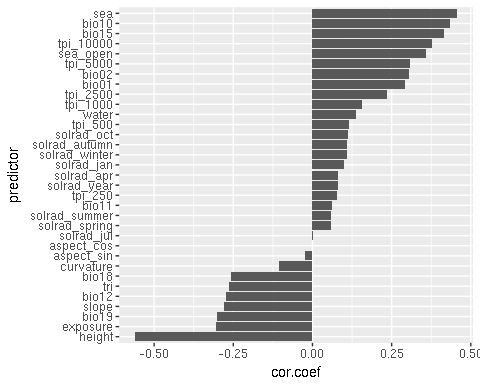 sea
bio10
bio15
tpi_10000
sea_open
tpi_5000
bio02
bio01
tpi_2500
tpi_1000
water
tpi_500
solrad_oct
solrad_autumn
solrad_winter
solrad_jan
solrad_apr
solrad_year
tpi_250
bio11
solrad_summer
solrad_spring
solrad_jul
aspect_cos
aspect_sin
curvature
bio18
tri
bio12
slope
bio19
exposure
height
predictor
-0.50 -0.25 0.00 0.25 0.50
cor.coef